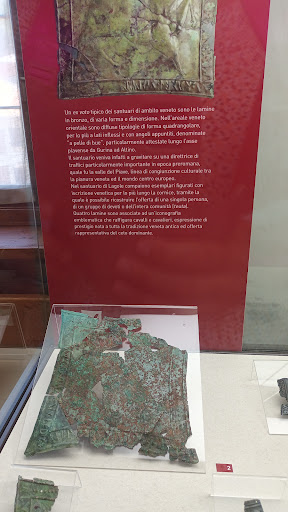 Un ex voto tipico dei santuari di ambito veneto sono le lamine
in bronzo, di varia forma e dimensione. Nell'areale veneto
orientale sono diffuse tipologie di forma quadrangolare,
per lo più a lati inflessi e con angoli appuntiti, denominate
"a pelle di bue", particolarmente attestate lungo l'asse
plavense da Gurina ad Altino.
Il santuario veniva infatti a gravitare su una direttrice di
traffici particolarmente importante in epoca preromana,
quale fu la valle del Piave, linea di congiunzione culturale tra
la pianura veneta ed il mondo centro europeo.
Nel santuario di Lagole compaiono esemplari figurati con
iscrizione venetica per lo più lungo la cornice, tramite la
quale è possibile ricostruire l'offerta di una singola persona,
di un gruppo di devoti o dell'intera comunità (teuta).
Quattro lamine sono associate ad un'iconografia
emblematica che raffigura cavalli e cavalieri, espressione di
prestigio nota a tutta la tradizione veneta antica ed offerta
rappresentativa del ceto dominante.
2